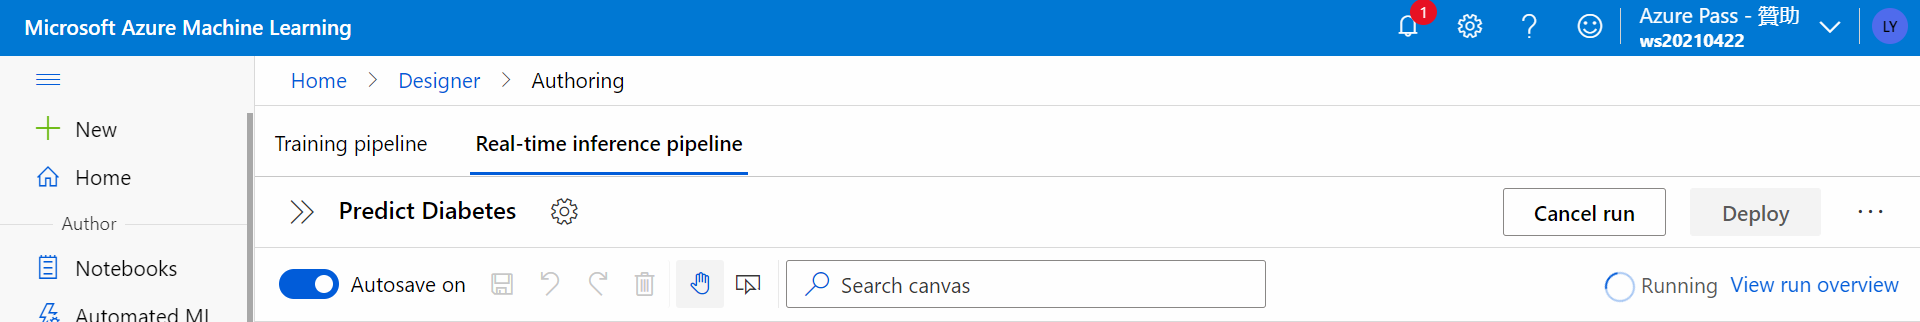 Microsoft Azure Machine Learning
1
Azure Pass - 贊助
ws20210422
LY
Home > Designer > Authoring
New
Training pipeline
Real-time inference pipeline
Home
Predict Diabetes
Cancel run
Deploy
...
Author
Notebooks
Autosave on
Search canvas
Running
View run overview
Automated ML